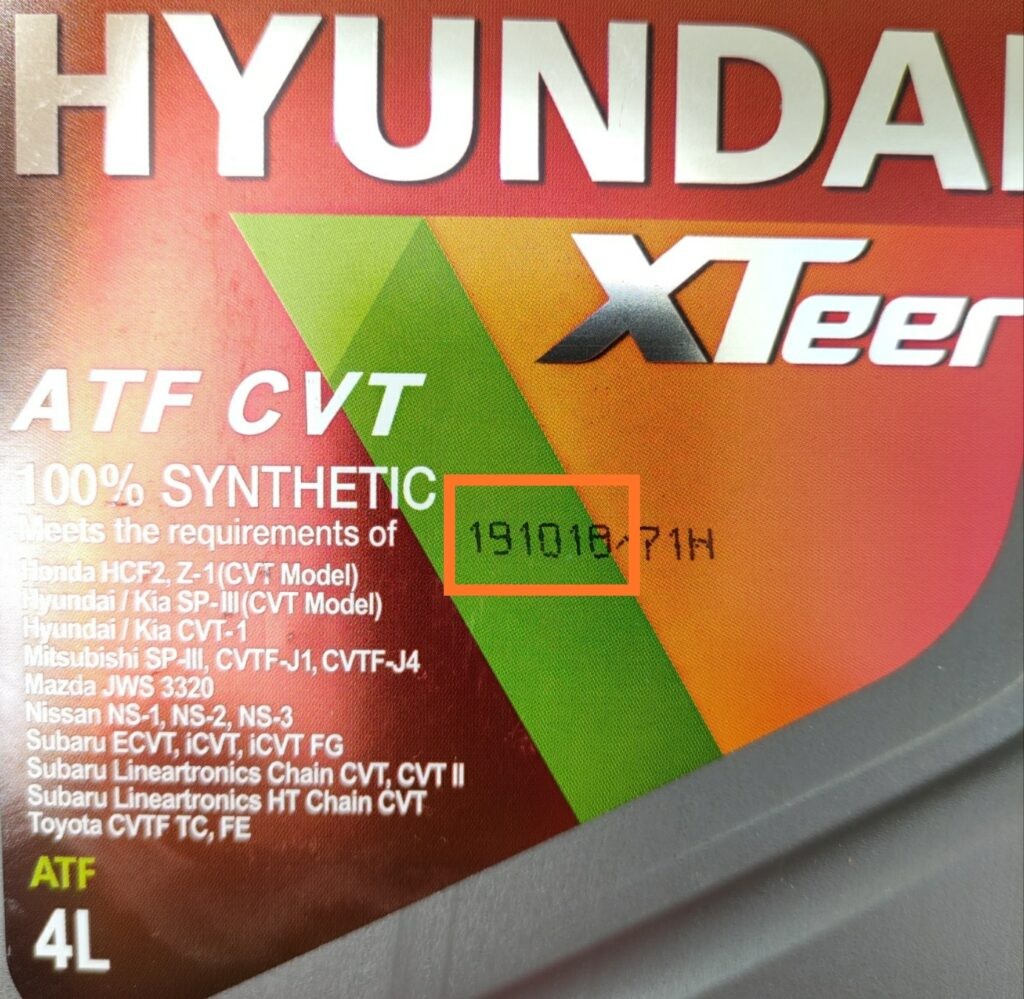 HYUNDAI
XTeer
ATF CVT
100% SYNTHETIC
Meets the requirements of
191018/71H
Honda HCF2, Z-1(CVT Model)
Hyundai / Kia SP-III(CVT Model)
Hyundai / Kia CVT-1
Mitsubishi SP-III, CVTF-J1, CVTF-J4
Mazda JWS 3320
Nissan NS-1, NS-2, NS-3
Subaru ECVT, iCVT, iCVT FG
Subaru Lineartronics Chain CVT, CVT II
Subaru Lineartronics HT Chain CVT
Toyota CVTF TC, FE
ATF
4L